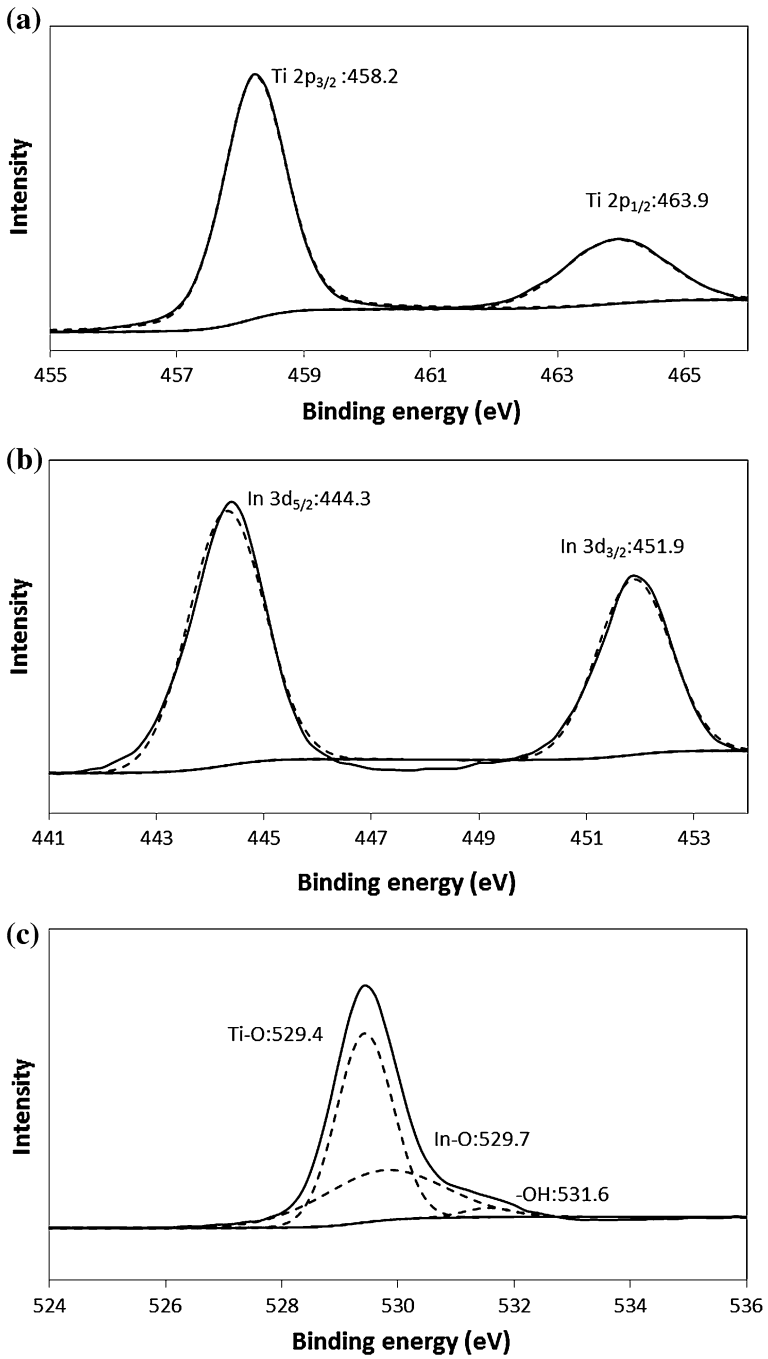 (a)
Ti 2p3/2 :458.2
Ti 2p1/2:463.9
Intensity
455 457 459 461 463 465
Binding energy (eV)
(b)
In 3d5/2:444.3
In 3d3/2:451.9
Intensity
441 443 445 447 449 451 453
Binding energy (eV)
(c)
Ti-O:529.4
In-O:529.7
-OH:531.6
Intensity
524 526 528 530 532 534 536
Binding energy (eV)